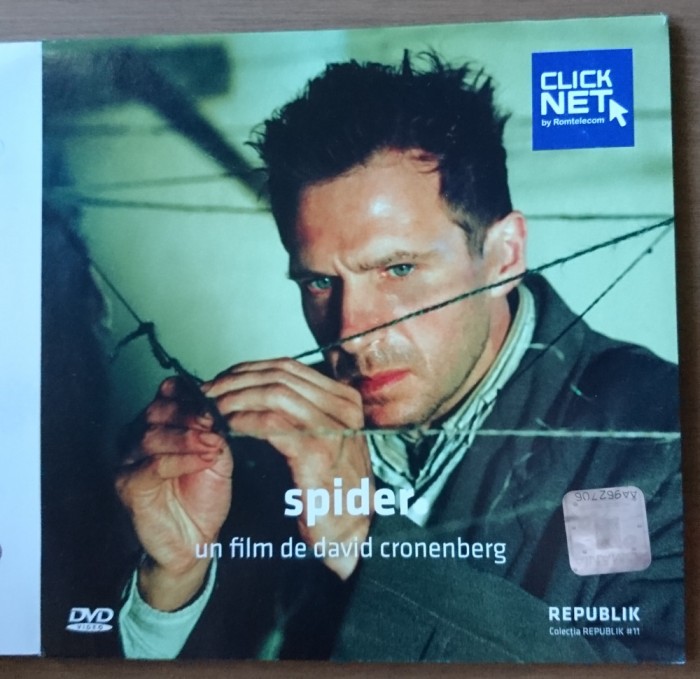 CLICK
NET
by Romtelecom
spider
un film de david cronenberg
AA962706
DVD
VIDEO
REPUBLIK
Colecția REPUBLIK #11